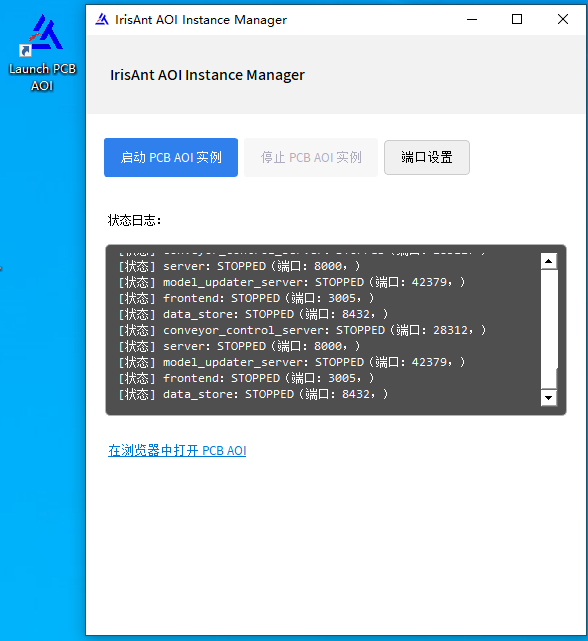 Launch PCB
AOI
IrisAnt AOI Instance Manager
IrisAnt AOI Instance Manager
启动 PCB AOI 实例
停止 PCB AOI 实例
端口设置
状态日志：
[状态] server: STOPPED（端口：8000，）
[状态] model_updater_server: STOPPED（端口：42379，）
[状态] frontend: STOPPED（端口：3005，）
[状态] data_store: STOPPED（端口：8432，）
[状态] conveyor_control_server: STOPPED（端口：28312，）
[状态] server: STOPPED（端口：8000，）
[状态] model_updater_server: STOPPED（端口：42379，）
[状态] frontend: STOPPED（端口：3005，）
[状态] data_store: STOPPED（端口：8432，）
在浏览器中打开 PCB AOI